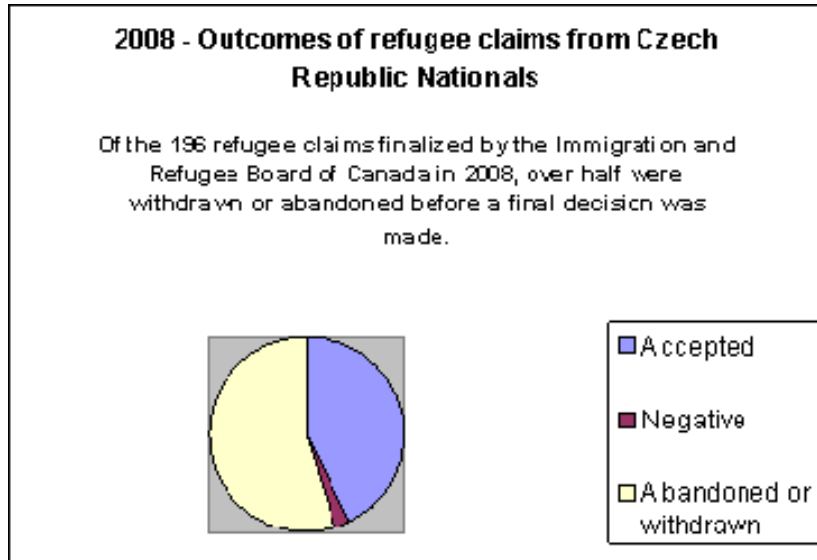 2008 - Outcomes of refugee claims from Czech
Republic Nationals
Of the 196 refugee claims finalized by the Immigration and
Refugee Board of Canada in 2008, over half were
withdrawn or abandoned before a final decision was
made.
Accepted
Negative
Abandoned or
withdrawn